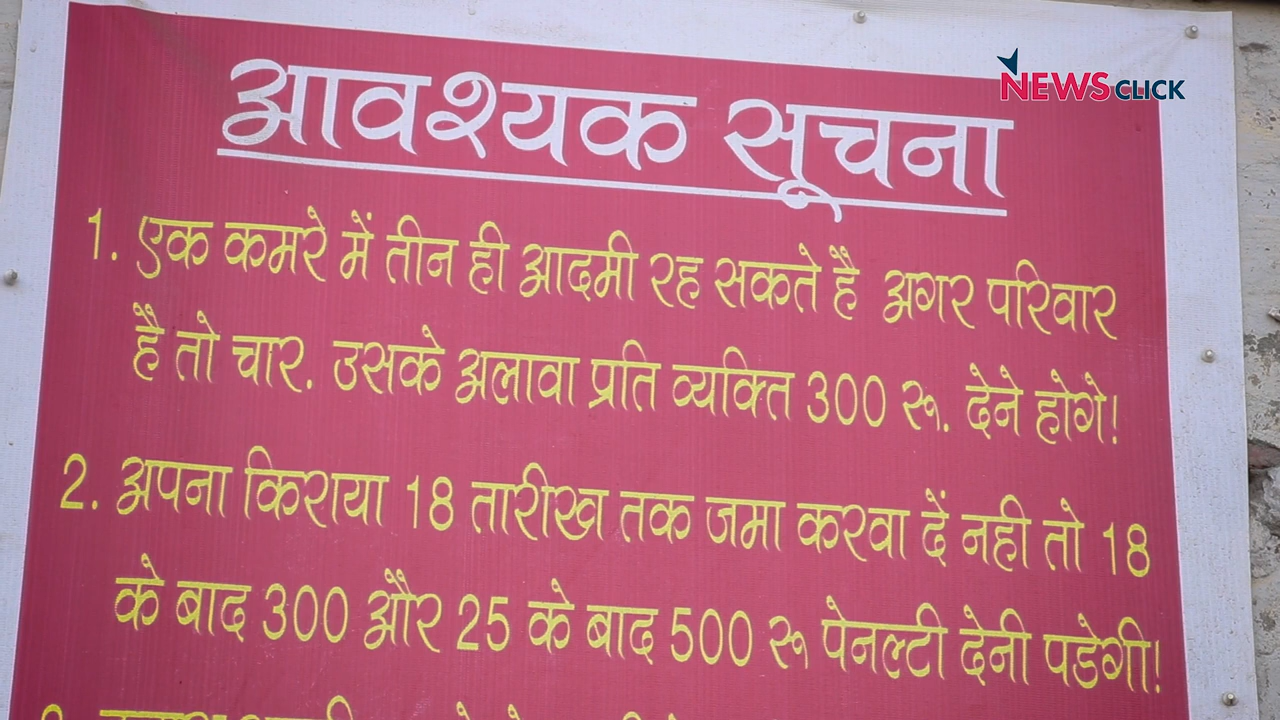 NEWSCLICK
आवश्यक सूचना
1. एक कमरे में तीन ही आदमी रह सकते है अगर परिवार
है तो चार. उसके अलावा प्रति व्यक्ति 300 रू. देने होगे!
2. अपना किराया 18 तारीख तक जमा करवा दें नही तो 18
के बाद 300 और 25 के बाद 500 रू पेनल्टी देनी पडेगी!